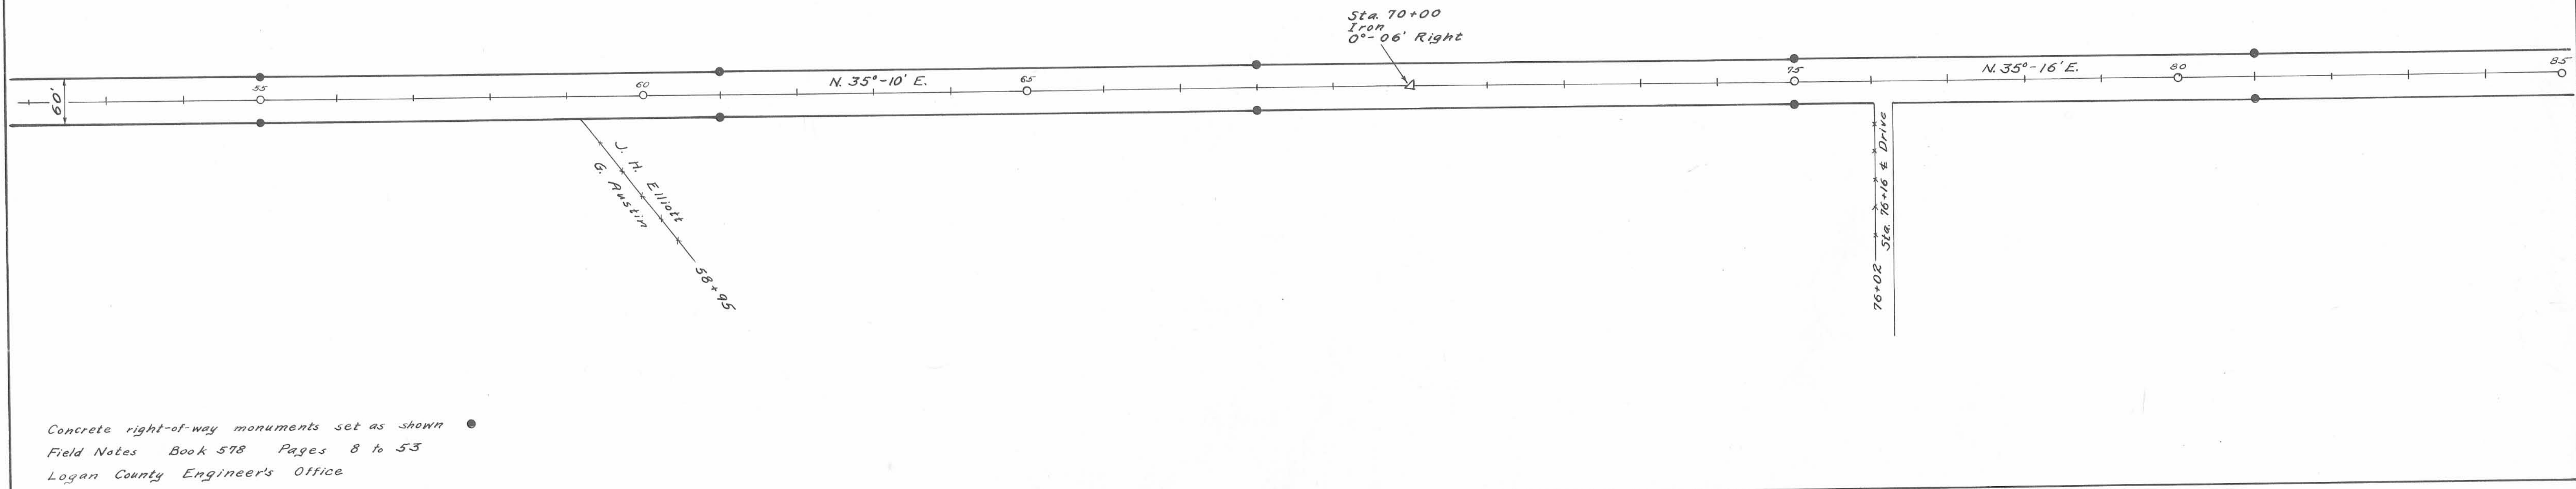 Sta. 70+00
Iron
0°-06' Right
60'
55
60
N. 35°-10' E.
65
75
N. 35°-16' E.
80
85
J. H. Elliott
G. Austin
58+95
76+02
Sta. 76+16 ℄ Drive
Concrete right-of-way monuments set as shown
Field Notes Book 578 Pages 8 to 53
Logan County Engineer's Office